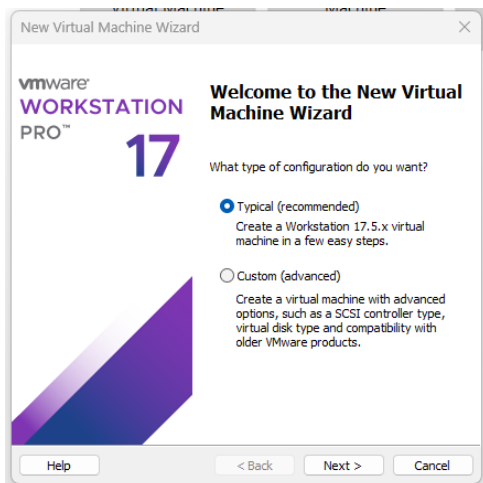 Virtual Machine
Machine
New Virtual Machine Wizard
vmware
WORKSTATION
PRO™
17
Welcome to the New Virtual
Machine Wizard
What type of configuration do you want?
Typical (recommended)
Create a Workstation 17.5.x virtual
machine in a few easy steps.
Custom (advanced)
Create a virtual machine with advanced
options, such as a SCSI controller type,
virtual disk type and compatibility with
older VMware products.
Help
< Back
Next >
Cancel